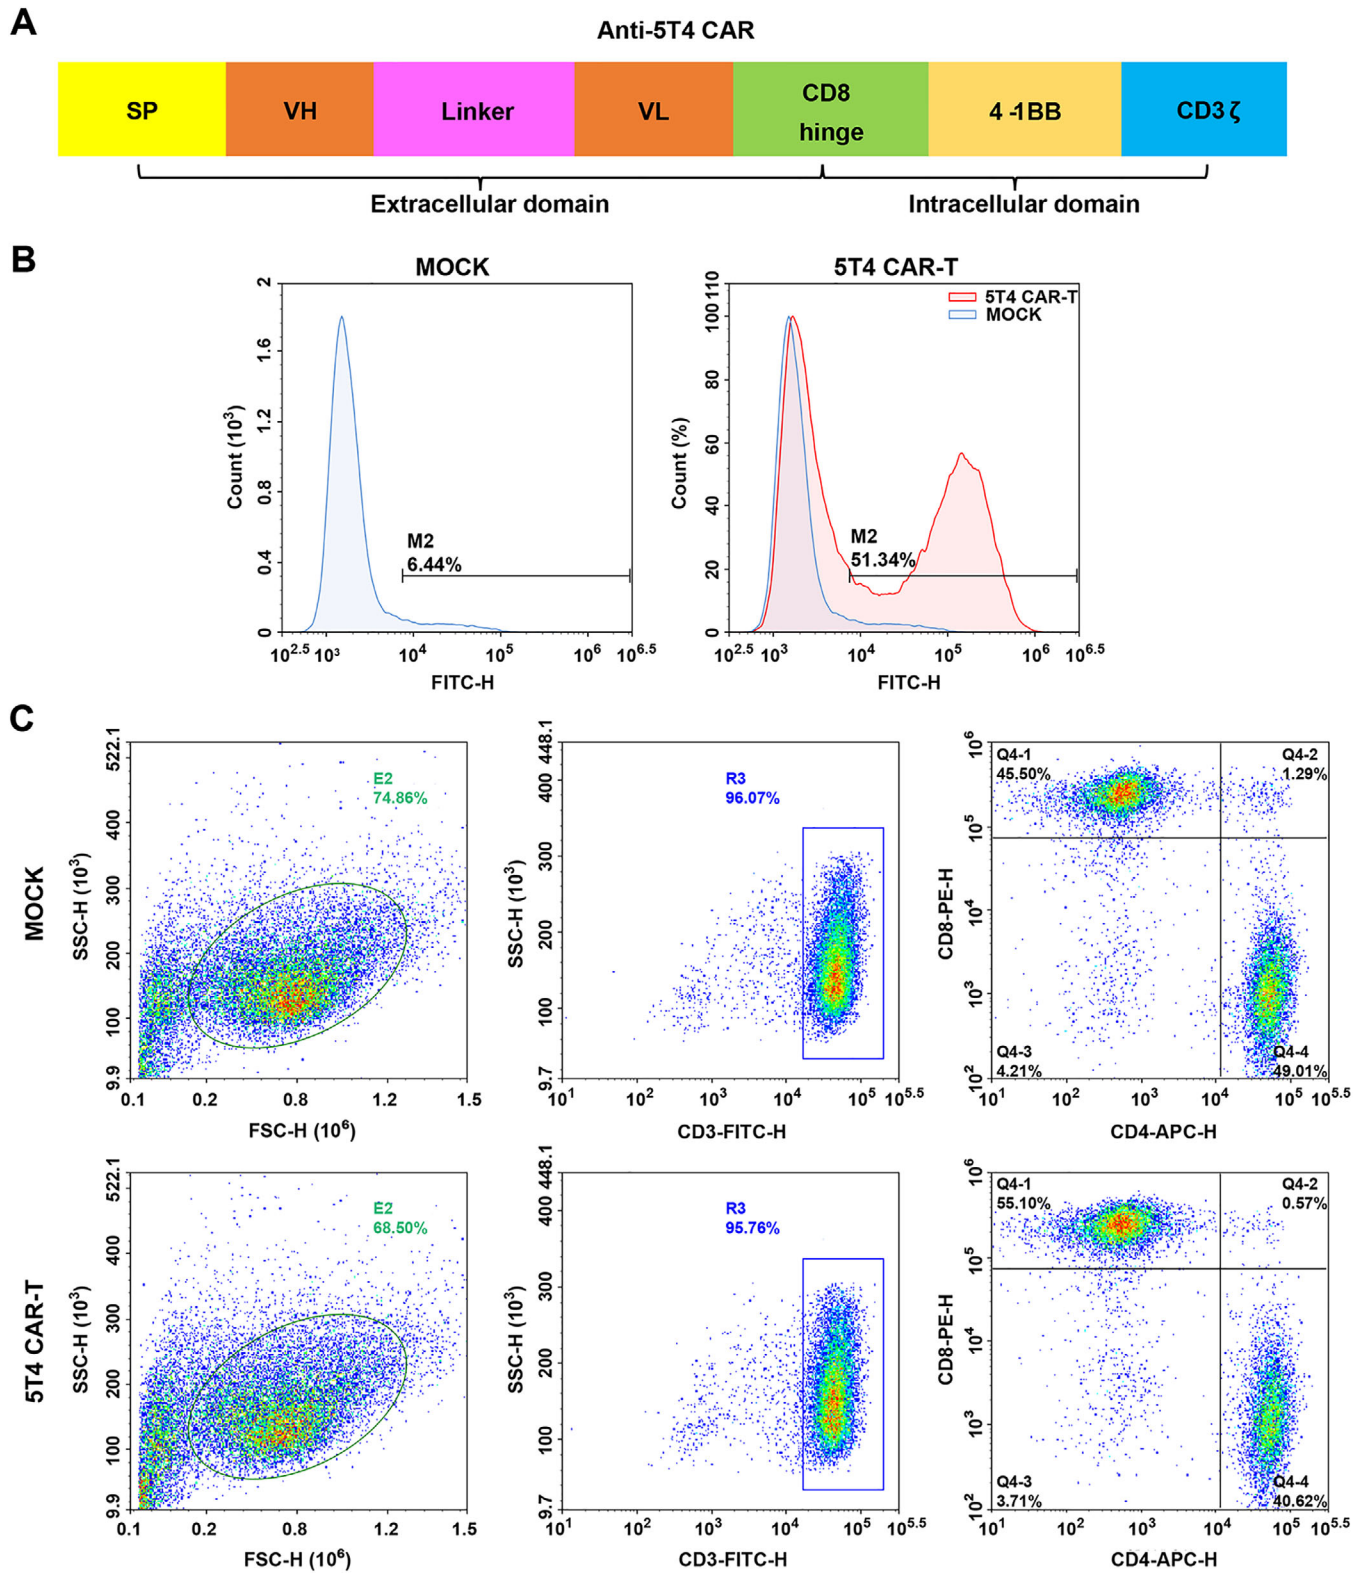 A
Anti-5T4 CAR
SP
VH
Linker
VL
CD8
hinge
4-1BB
CD3ζ
Extracellular domain
Intracellular domain
B
MOCK
2
1.6
1.2
0.8
0.4
0
Count (10³)
M2
6.44%
10^2.5 10³ 10⁴ 10⁵ 10⁶ 10^6.5
FITC-H
5T4 CAR-T
5T4 CAR-T
MOCK
110
100
80
60
40
20
0
Count (%)
M2
51.34%
10^2.5 10³ 10⁴ 10⁵ 10⁶ 10^6.5
FITC-H
C
MOCK
522.1
400
300
200
100
9.9
SSC-H (10³)
E2
74.86%
0.1 0.2 0.8 1.2 1.5
FSC-H (10⁶)
448.1
400
300
200
100
9.7
SSC-H (10³)
R3
96.07%
10¹ 10² 10³ 10⁴ 10⁵ 10^5.5
CD3-FITC-H
10⁶
10⁵
10⁴
10³
10²
CD8-PE-H
Q4-1
45.50%
Q4-2
1.29%
Q4-3
4.21%
Q4-4
49.01%
10¹ 10² 10³ 10⁴ 10⁵ 10^5.5
CD4-APC-H
5T4 CAR-T
522.1
400
300
200
100
9.9
SSC-H (10³)
E2
68.50%
0.1 0.2 0.8 1.2 1.5
FSC-H (10⁶)
448.1
400
300
200
100
9.7
SSC-H (10³)
R3
95.76%
10¹ 10² 10³ 10⁴ 10⁵ 10^5.5
CD3-FITC-H
10⁶
10⁵
10⁴
10³
10²
CD8-PE-H
Q4-1
55.10%
Q4-2
0.57%
Q4-3
3.71%
Q4-4
40.62%
10¹ 10² 10³ 10⁴ 10⁵ 10^5.5
CD4-APC-H